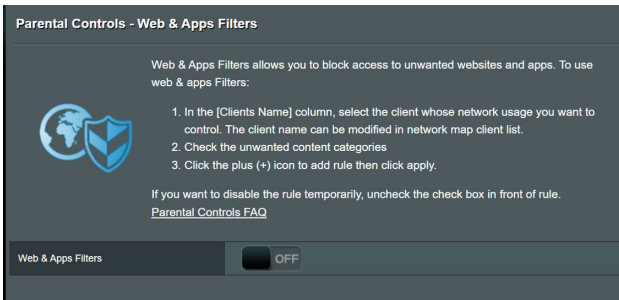 Parental Controls - Web & Apps Filters
Web & Apps Filters allows you to block access to unwanted websites and apps. To use
web & apps Filters:
1. In the [Clients Name] column, select the client whose network usage you want to
control. The client name can be modified in network map client list.
2. Check the unwanted content categories
3. Click the plus (+) icon to add rule then click apply.
If you want to disable the rule temporarily, uncheck the check box in front of rule.
Parental Controls FAQ
Web & Apps Filters
OFF